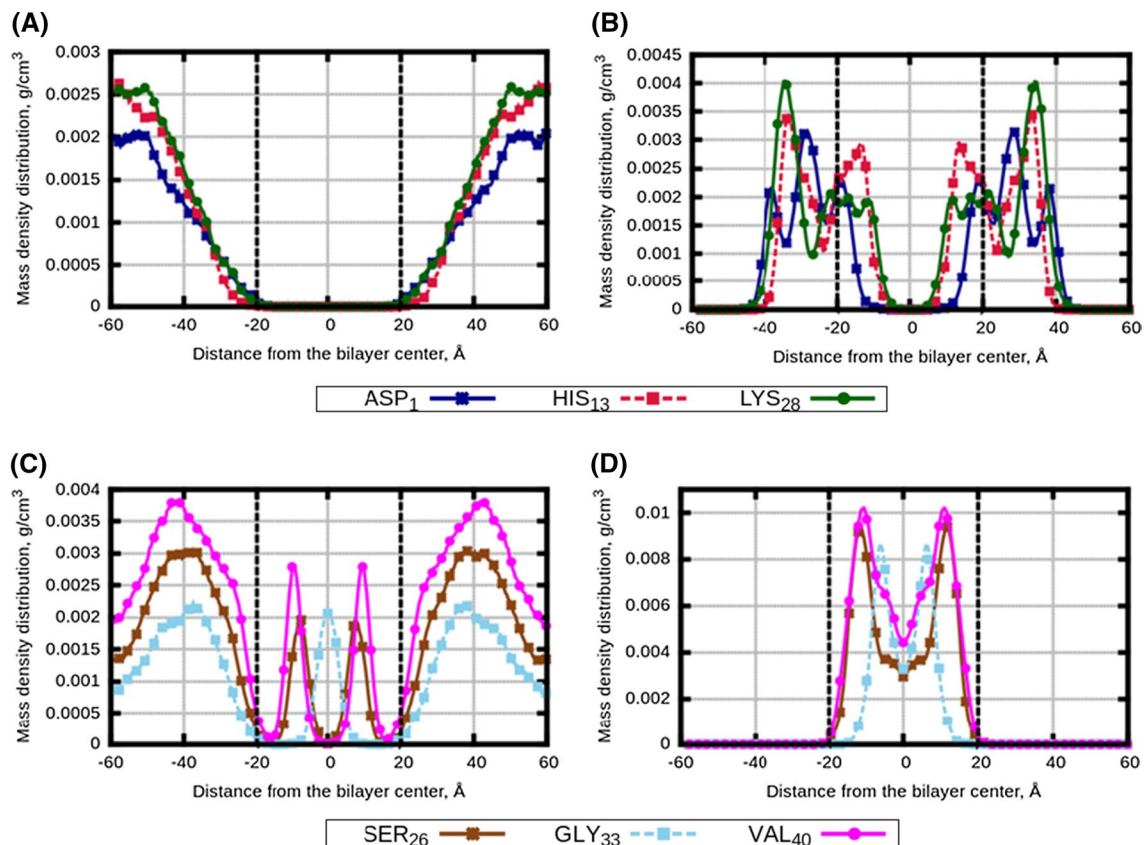 (A)
Mass density distribution, g/cm³
0.003
0.0025
0.002
0.0015
0.001
0.0005
0
-60 -40 -20 0 20 40 60
Distance from the bilayer center, Å
(B)
Mass density distribution, g/cm³
0.0045
0.004
0.0035
0.003
0.0025
0.002
0.0015
0.001
0.0005
0
-60 -40 -20 0 20 40 60
Distance from the bilayer center, Å
ASP₁ HIS₁₃ LYS₂₈
(C)
Mass density distribution, g/cm³
0.004
0.0035
0.003
0.0025
0.002
0.0015
0.001
0.0005
0
-60 -40 -20 0 20 40 60
Distance from the bilayer center, Å
(D)
Mass density distribution, g/cm³
0.01
0.008
0.006
0.004
0.002
0
-60 -40 -20 0 20 40 60
Distance from the bilayer center, Å
SER₂₆ GLY₃₃ VAL₄₀